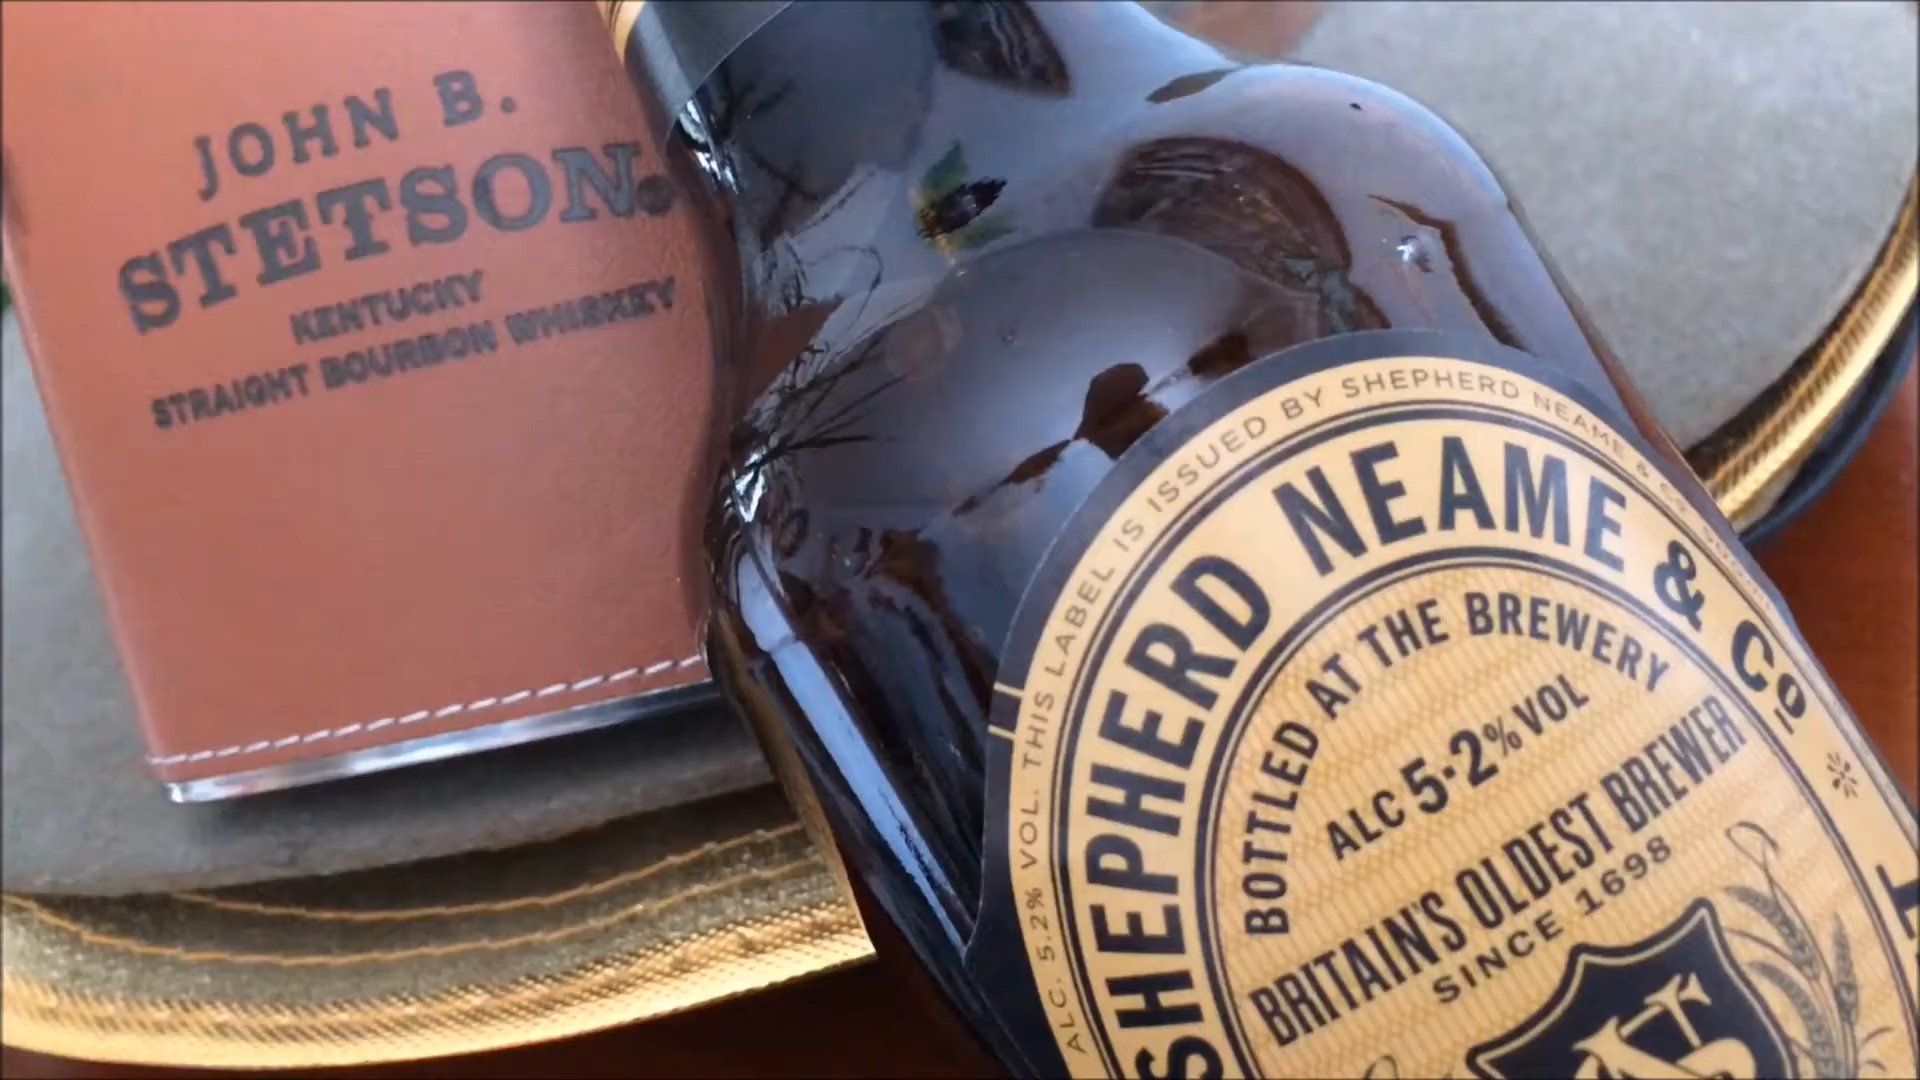 JOHN B.
STETSON.
KENTUCKY
STRAIGHT BOURBON WHISKEY
ALC. 5.2% VOL. THIS LABEL IS ISSUED BY SHEPHERD NEAME & Co.
SHEPHERD NEAME & Co
BOTTLED AT THE BREWERY
ALC 5·2% VOL
BRITAIN'S OLDEST BREWER
SINCE 1698